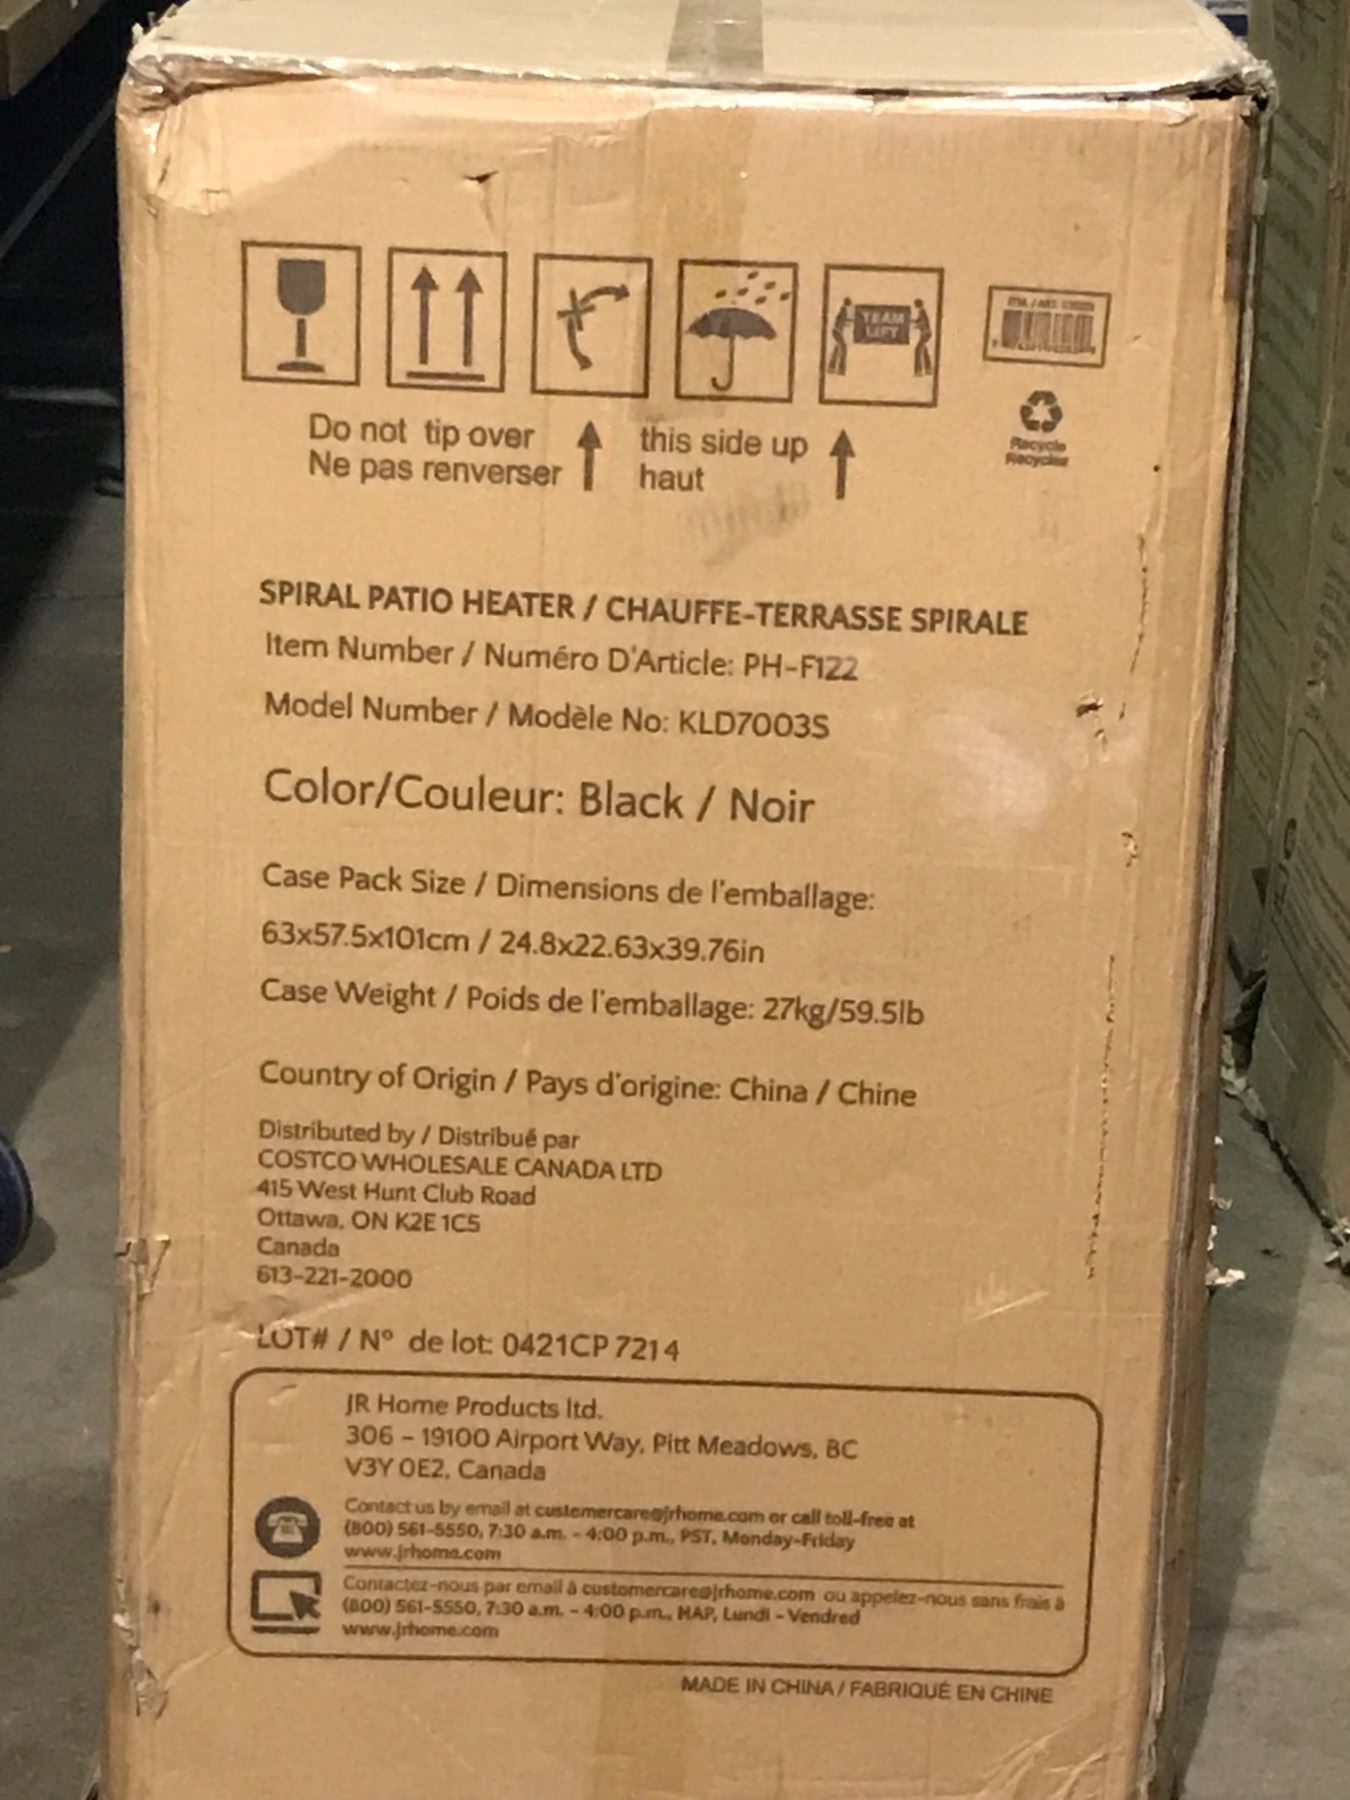 TEAM
LIFT
Recycle
Recycler
Do not tip over
Ne pas renverser
this side up
haut
SPIRAL PATIO HEATER / CHAUFFE-TERRASSE SPIRALE
Item Number / Numéro D'Article: PH-F122
Model Number / Modèle No: KLD7003S
Color/Couleur: Black / Noir
Case Pack Size / Dimensions de l'emballage:
63x57.5x101cm / 24.8x22.63x39.76in
Case Weight / Poids de l'emballage: 27kg/59.5lb
Country of Origin / Pays d'origine: China / Chine
Distributed by / Distribué par
COSTCO WHOLESALE CANADA LTD
415 West Hunt Club Road
Ottawa, ON K2E 1C5
Canada
613-221-2000
LOT# / N° de lot: 0421CP 7214
JR Home Products ltd.
306 – 19100 Airport Way, Pitt Meadows, BC
V3Y 0E2, Canada
Contact us by email at customercare@jrhome.com or call toll-free at
(800) 561-5550, 7:30 a.m. - 4:00 p.m., PST, Monday-Friday
www.jrhome.com
Contactez-nous par email à customercare@jrhome.com ou appelez-nous sans frais à
(800) 561-5550, 7:30 a.m. - 4:00 p.m., HAP, Lundi - Vendred
www.jrhome.com
MADE IN CHINA / FABRIQUÉ EN CHINE